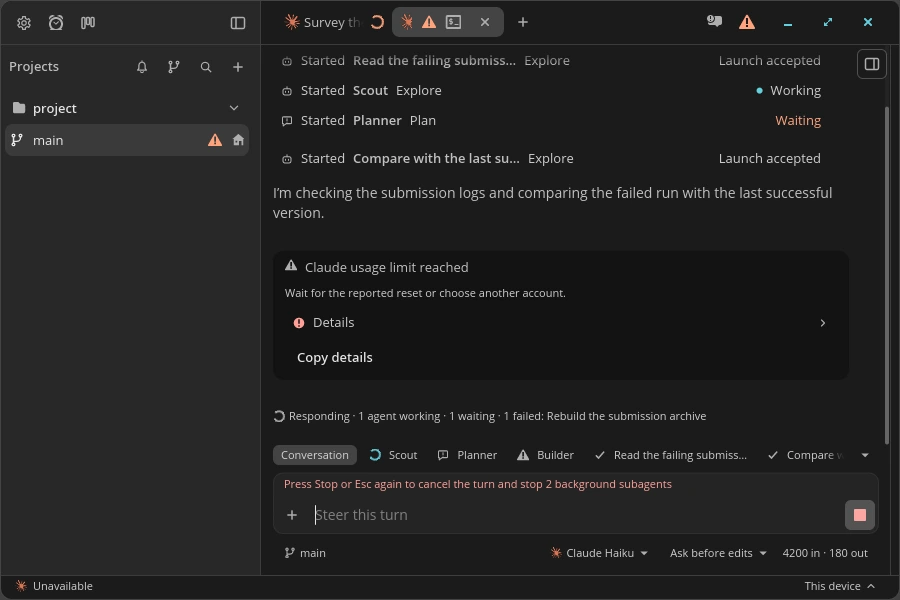 Survey th
Projects
project
main
Started Read the failing submiss... Explore Launch accepted
Started Scout Explore Working
Started Planner Plan Waiting
Started Compare with the last su... Explore Launch accepted
I'm checking the submission logs and comparing the failed run with the last successful
version.
Claude usage limit reached
Wait for the reported reset or choose another account.
Details
Copy details
Responding · 1 agent working · 1 waiting · 1 failed: Rebuild the submission archive
Conversation Scout Planner Builder Read the failing submiss... Compare w
Press Stop or Esc again to cancel the turn and stop 2 background subagents
Steer this turn
main Claude Haiku Ask before edits 4200 in · 180 out
Unavailable This device